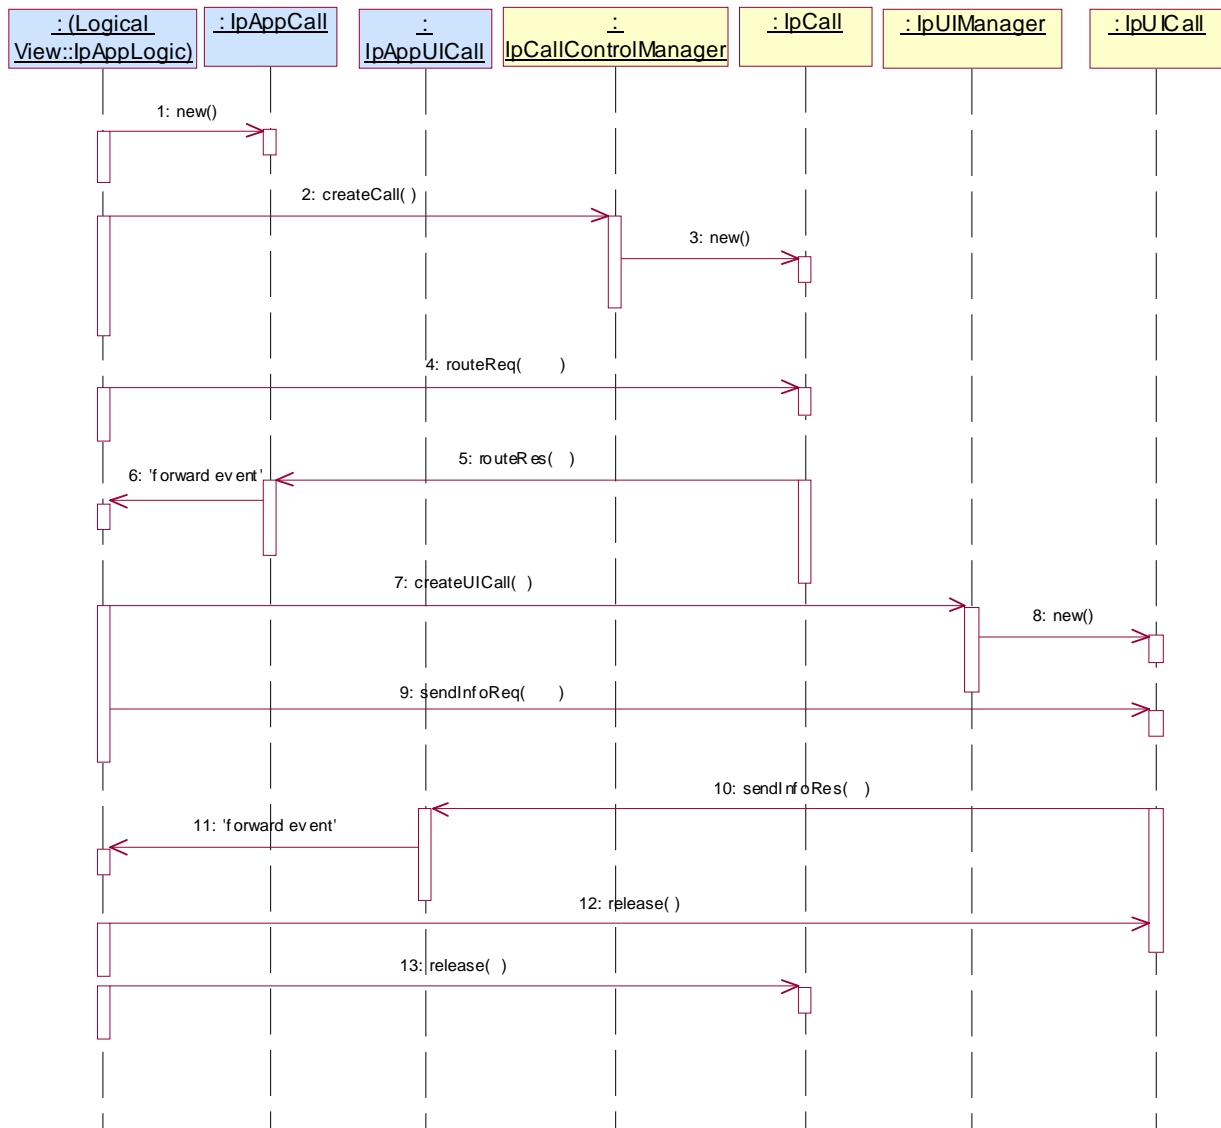 : (Logical
View::IpAppLogic)
: IpAppCall
:
IpAppUICall
:
IpCallControlManager
: IpCall
: IpUIManager
: IpUICall
1: new()
2: createCall( )
3: new()
4: routeReq( )
5: routeRes( )
6: 'forward event'
7: createUICall( )
8: new()
9: sendInfoReq( )
10: sendInfoRes( )
11: 'forward event'
12: release( )
13: release( )